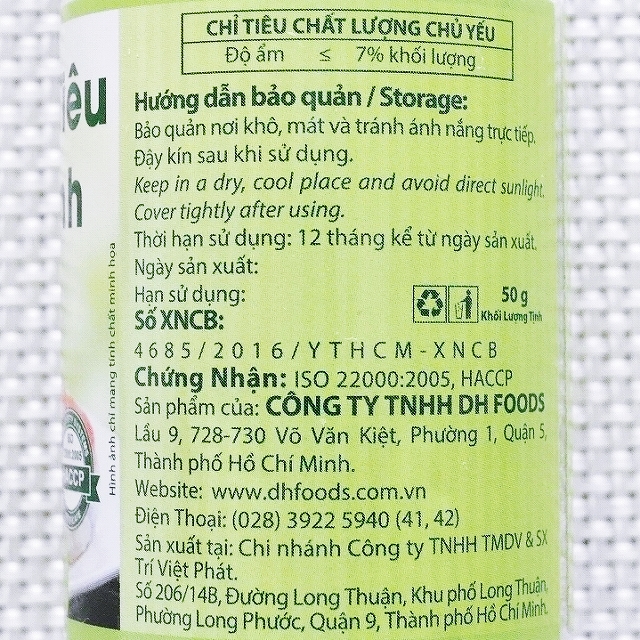 CHỈ TIÊU CHẤT LƯỢNG CHỦ YẾU
Độ ẩm ≤ 7% khối lượng
Hướng dẫn bảo quản / Storage:
Bảo quản nơi khô, mát và tránh ánh nắng trực tiếp.
Đậy kín sau khi sử dụng.
Keep in a dry, cool place and avoid direct sunlight.
Cover tightly after using.
Thời hạn sử dụng: 12 tháng kể từ ngày sản xuất.
Ngày sản xuất:
Hạn sử dụng:
50 g
Khối Lượng Tịnh
Số XNCB:
4685/2016/YTHCM-XNCB
Chứng Nhận: ISO 22000:2005, HACCP
Sản phẩm của: CÔNG TY TNHH DH FOODS
Lầu 9, 728-730 Võ Văn Kiệt, Phường 1, Quận 5,
Thành phố Hồ Chí Minh.
Website: www.dhfoods.com.vn
Điện Thoại: (028) 3922 5940 (41, 42)
Sản xuất tại: Chi nhánh Công ty TNHH TMDV & SX
Trí Việt Phát.
Số 206/14B, Đường Long Thuận, Khu phố Long Thuận,
Phường Long Phước, Quận 9, Thành phố Hồ Chí Minh.
Hình ảnh chỉ mang tính chất minh họa